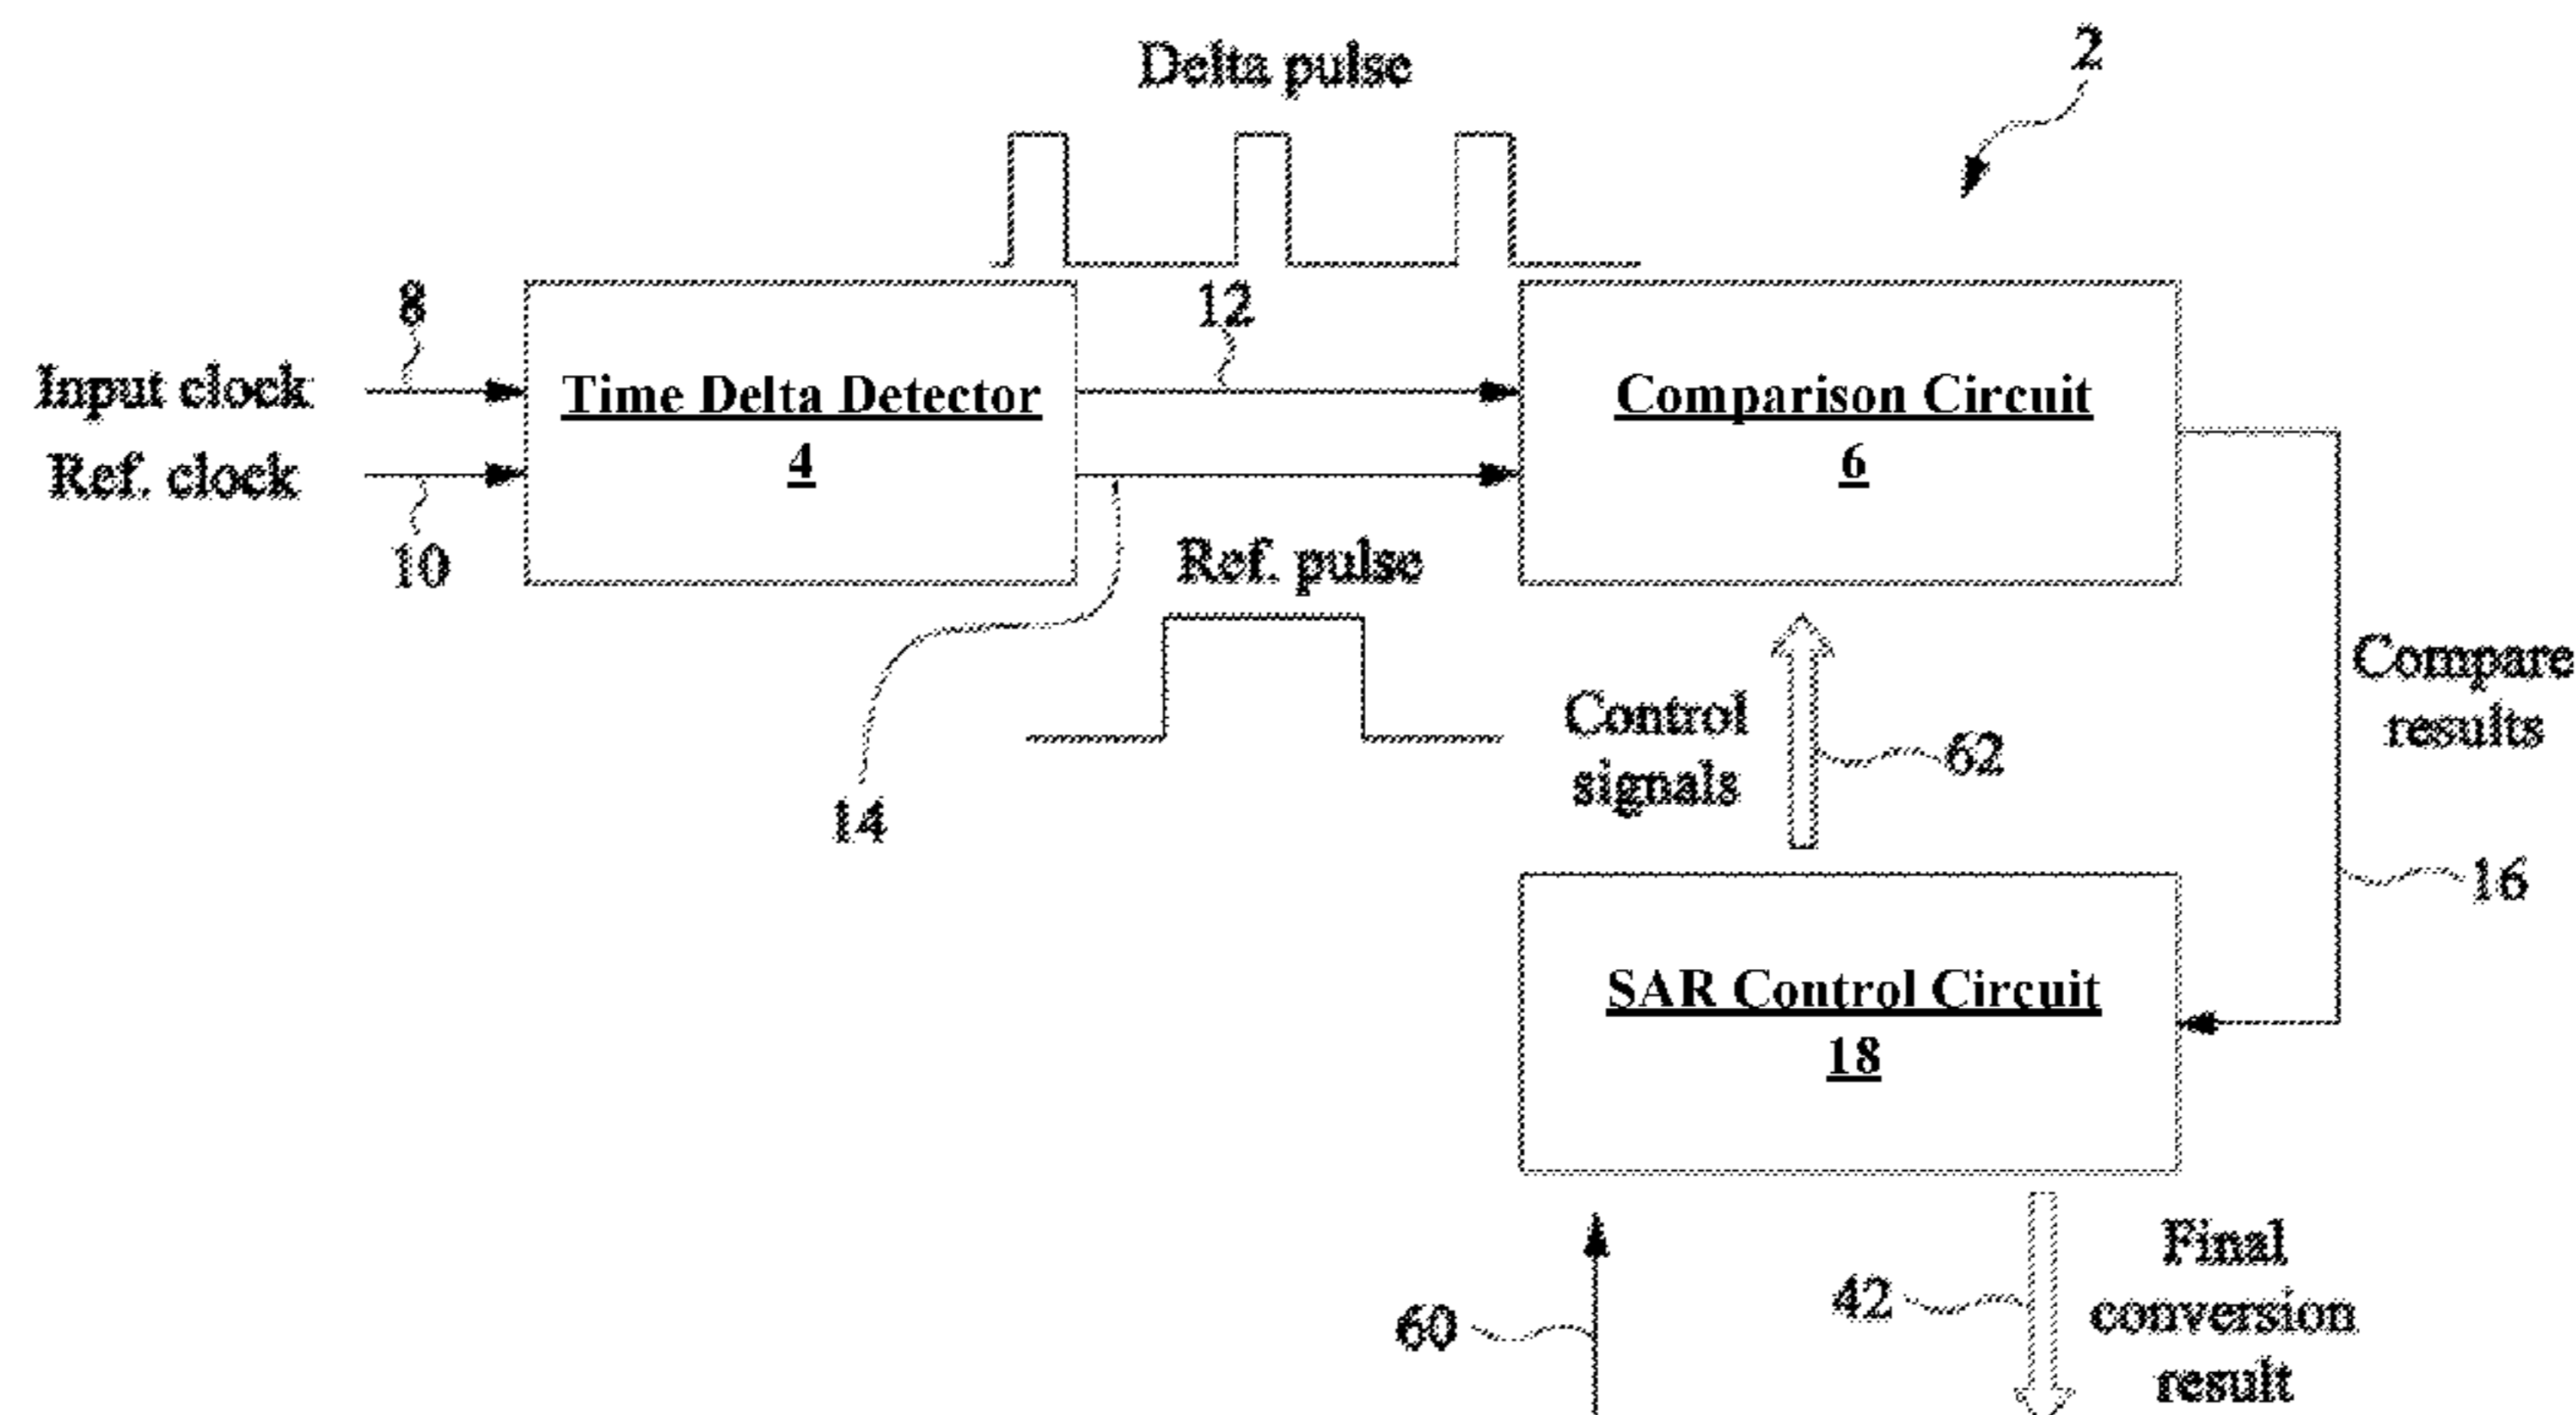 Delta pulse
2
8
12
Input clock
Time Delta Detector
4
Comparison Circuit
6
Ref. clock
10
Ref. pulse
14
Control
signals
62
Compare
results
16
SAR Control Circuit
18
60
42
Final
conversion
result